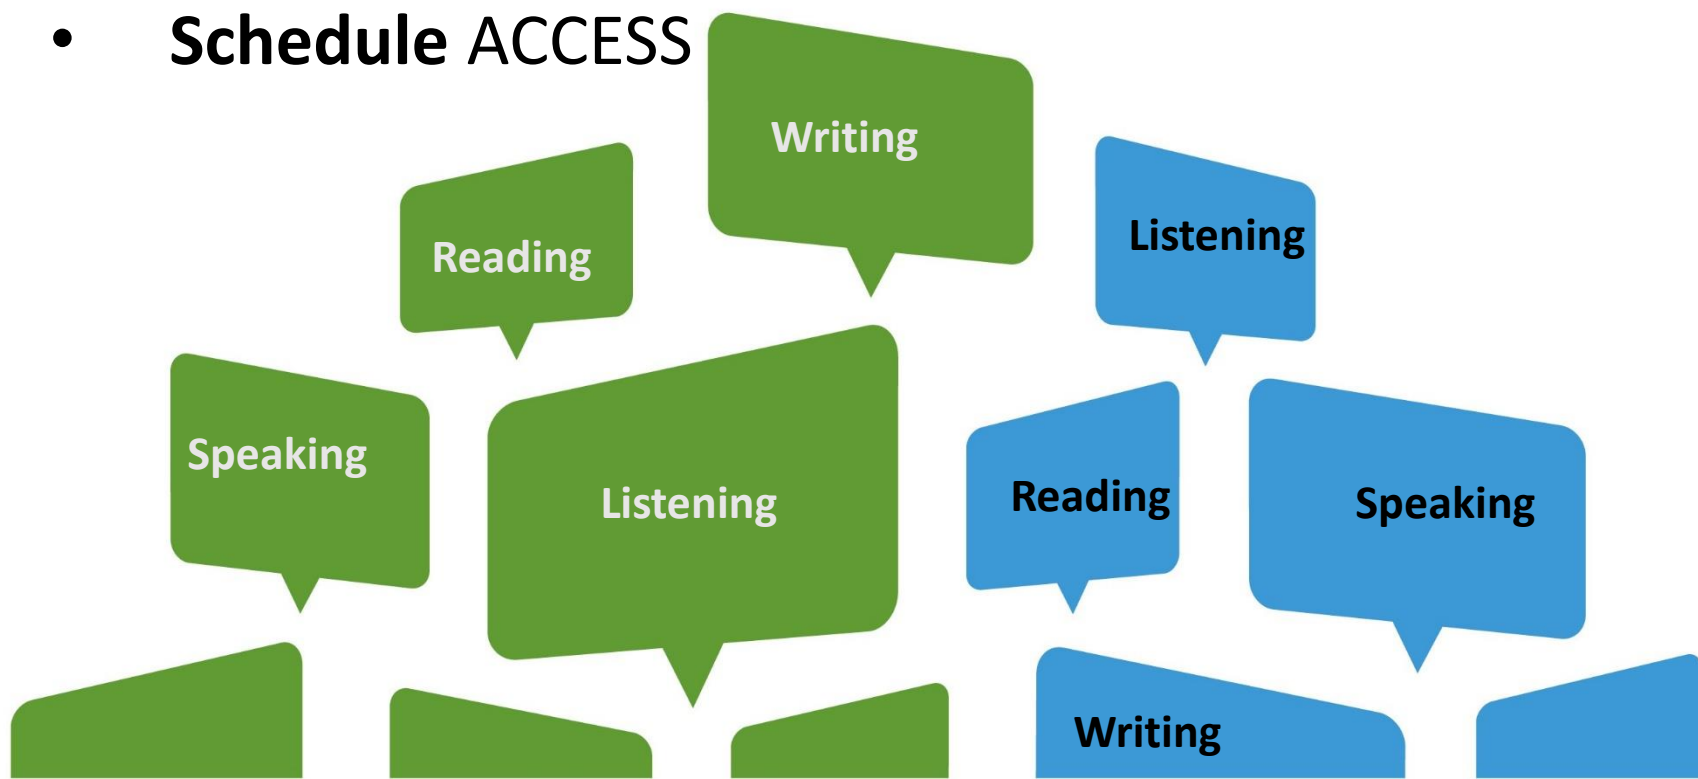 • Schedule ACCESS
Writing
Reading
Listening
Speaking
Listening
Reading
Speaking
Writing